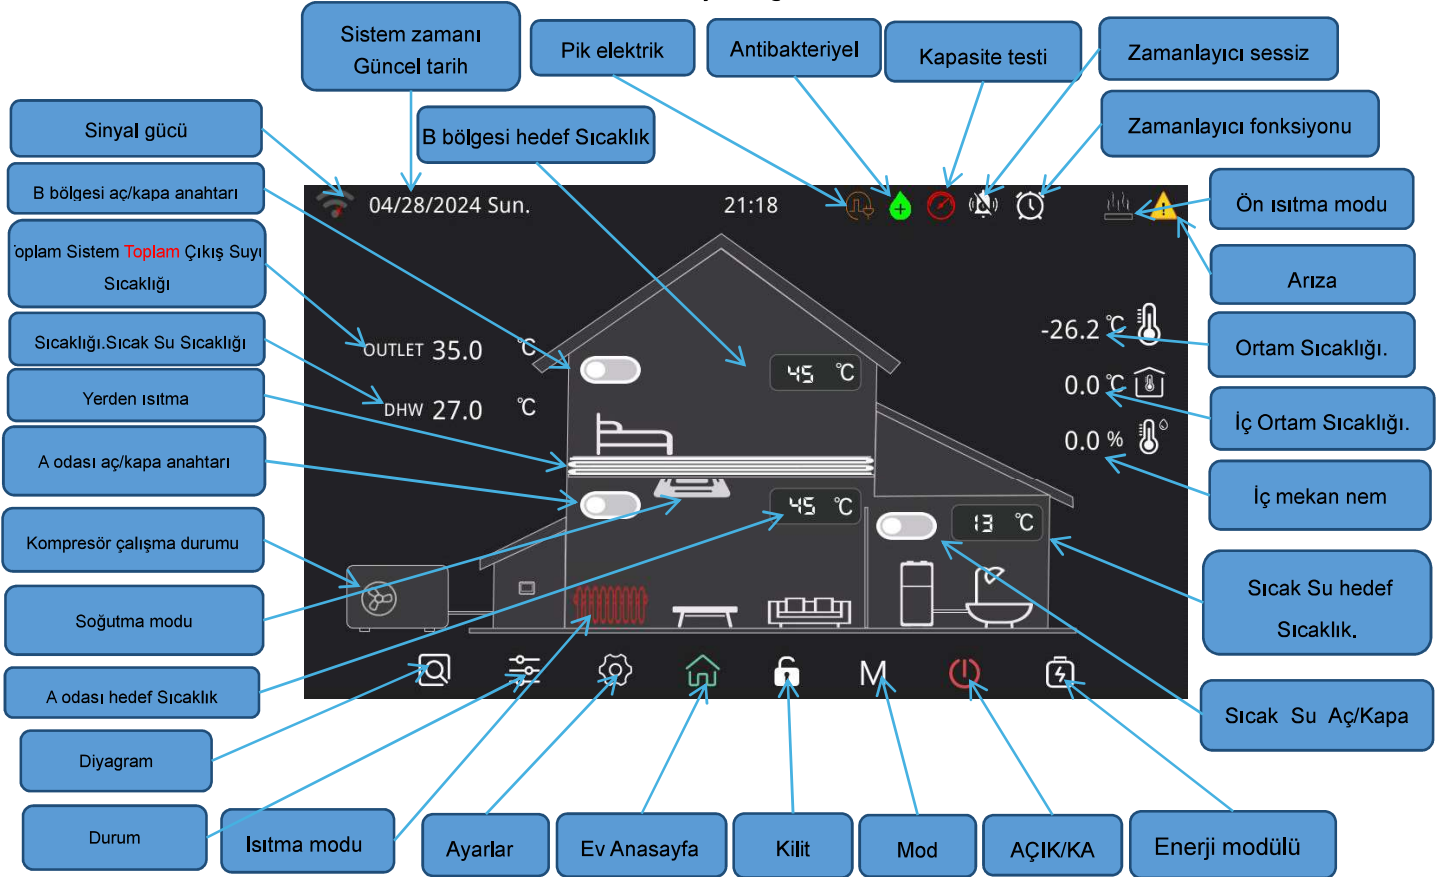 Sistem zamanı
Güncel tarih
Pik elektrik
Antibakteriyel
Kapasite testi
Zamanlayıcı sessiz
Sinyal gücü
B bölgesi hedef Sıcaklık
Zamanlayıcı fonksiyonu
B bölgesi aç/kapa anahtarı
04/28/2024 Sun.
21:18
Ön ısıtma modu
oplam Sistem Toplam Çıkış Suyu
Sıcaklığı
Arıza
Sıcaklığı.Sıcak Su Sıcaklığı
OUTLET 35.0 ℃
45 ℃
-26.2 ℃
Ortam Sıcaklığı.
Yerden ısıtma
DHW 27.0 ℃
0.0 ℃
İç Ortam Sıcaklığı.
A odası aç/kapa anahtarı
0.0 %
İç mekan nem
45 ℃
13 ℃
Kompresör çalışma durumu
Sıcak Su hedef
Sıcaklık.
Soğutma modu
A odası hedef Sıcaklık
M
Sıcak Su Aç/Kapa
Diyagram
Durum
Isıtma modu
Ayarlar
Ev Anasayfa
Kilit
Mod
AÇIK/KA
Enerji modülü